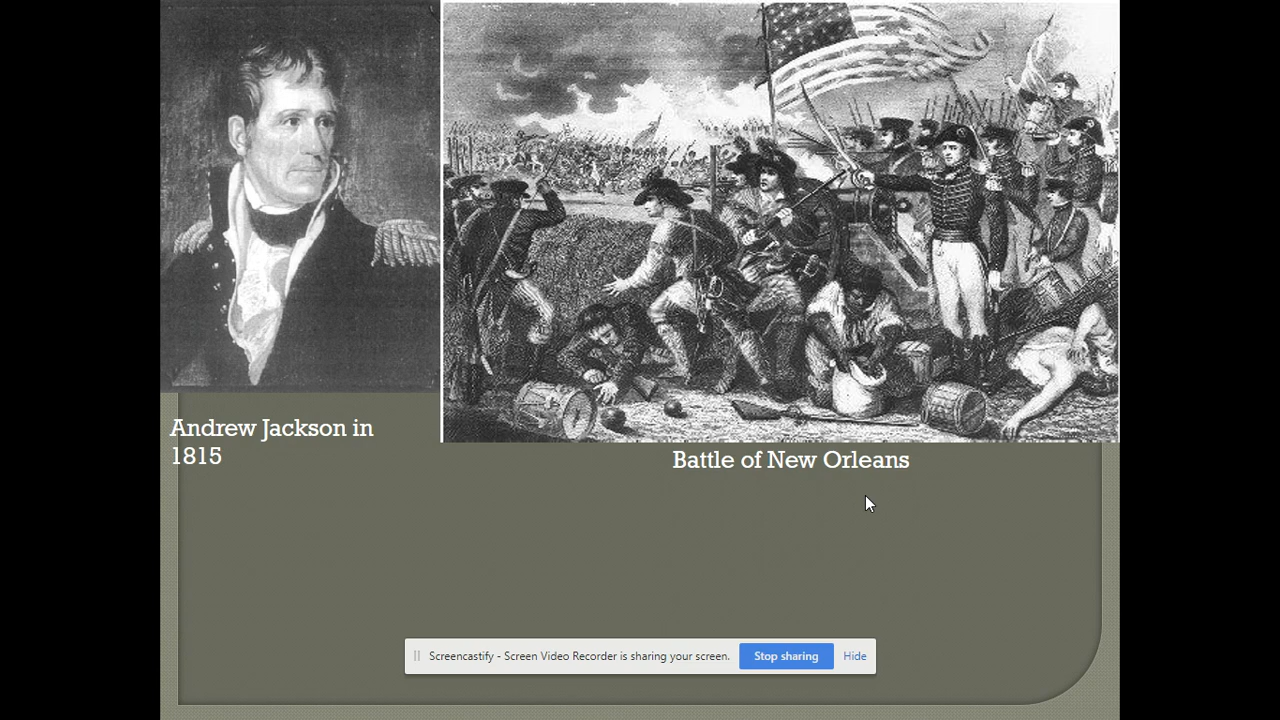 Andrew Jackson in
1815
Battle of New Orleans
Screencastify - Screen Video Recorder is sharing your screen.
Stop sharing
Hide